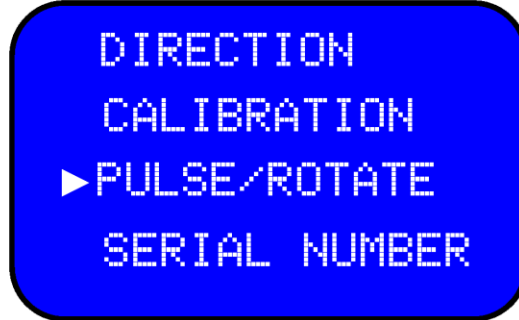 DIRECTION
CALIBRATION
▶PULSE/ROTATE
SERIAL NUMBER